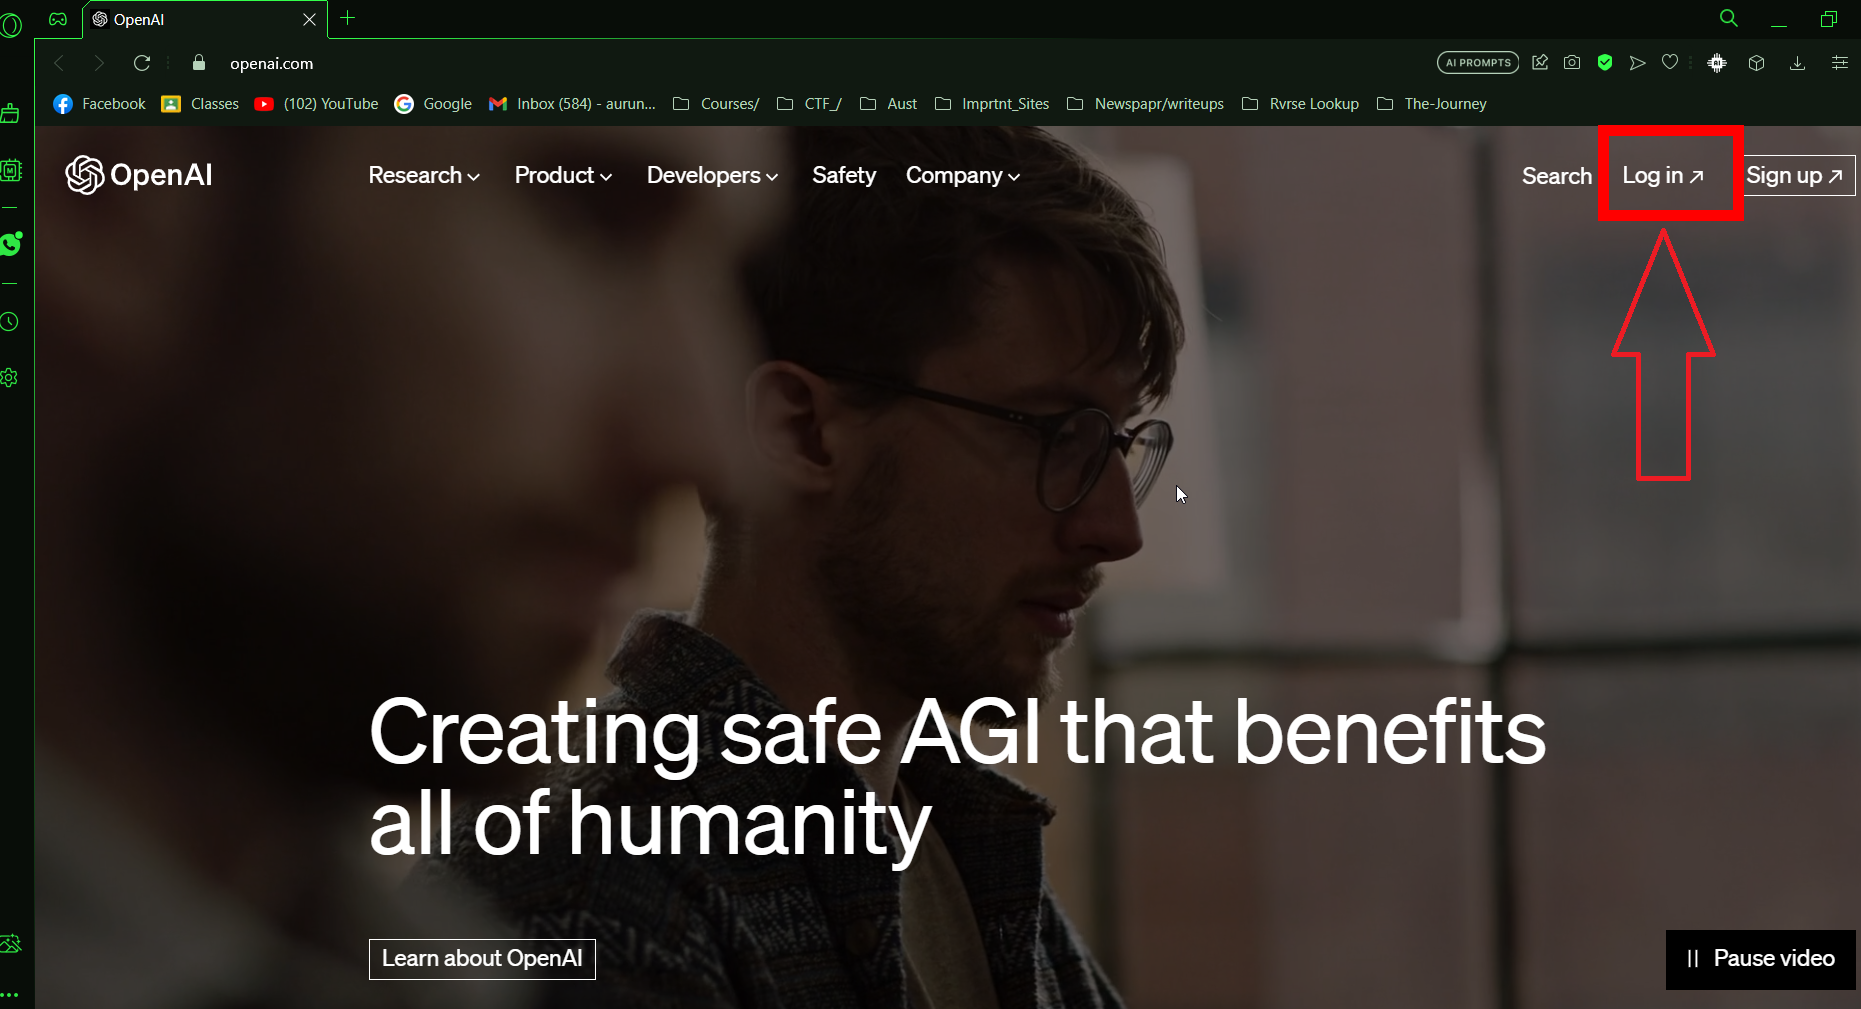 OpenAI
openai.com
AI PROMPTS
Facebook Classes (102) YouTube Google Inbox (584) - aurun... Courses/ CTF_/ Aust Imprtnt_Sites Newspapr/writeups Rvrse Lookup The-Journey
OpenAI Research Product Developers Safety Company Search Log in Sign up
Creating safe AGI that benefits
all of humanity
Learn about OpenAI
Pause video